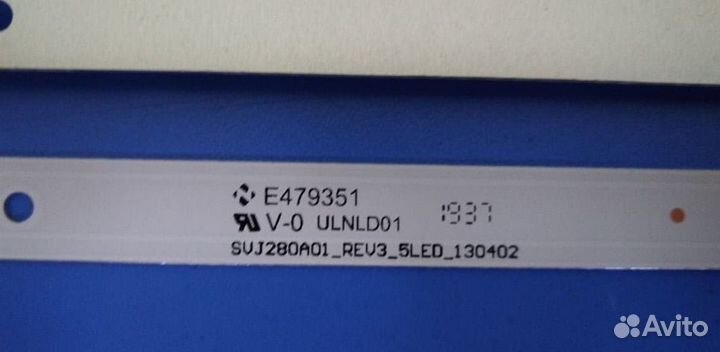 E479351
V-0 ULNLD01 1937
SVJ280A01_REV3_5LED_130402
Avito